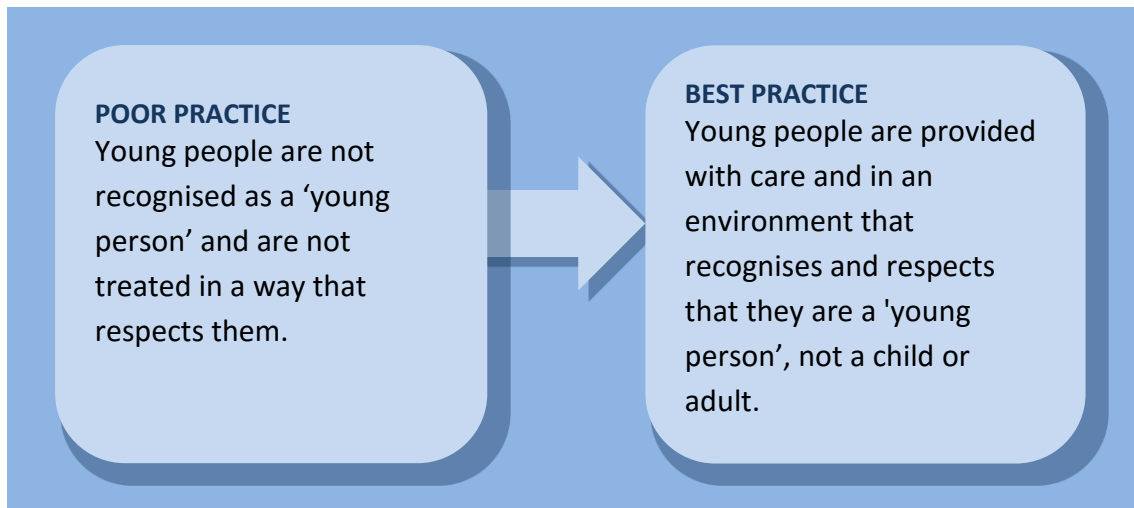 POOR PRACTICE
Young people are not
recognised as a ‘young
person’ and are not
treated in a way that
respects them.
BEST PRACTICE
Young people are provided
with care and in an
environment that
recognises and respects
that they are a 'young
person’, not a child or
adult.